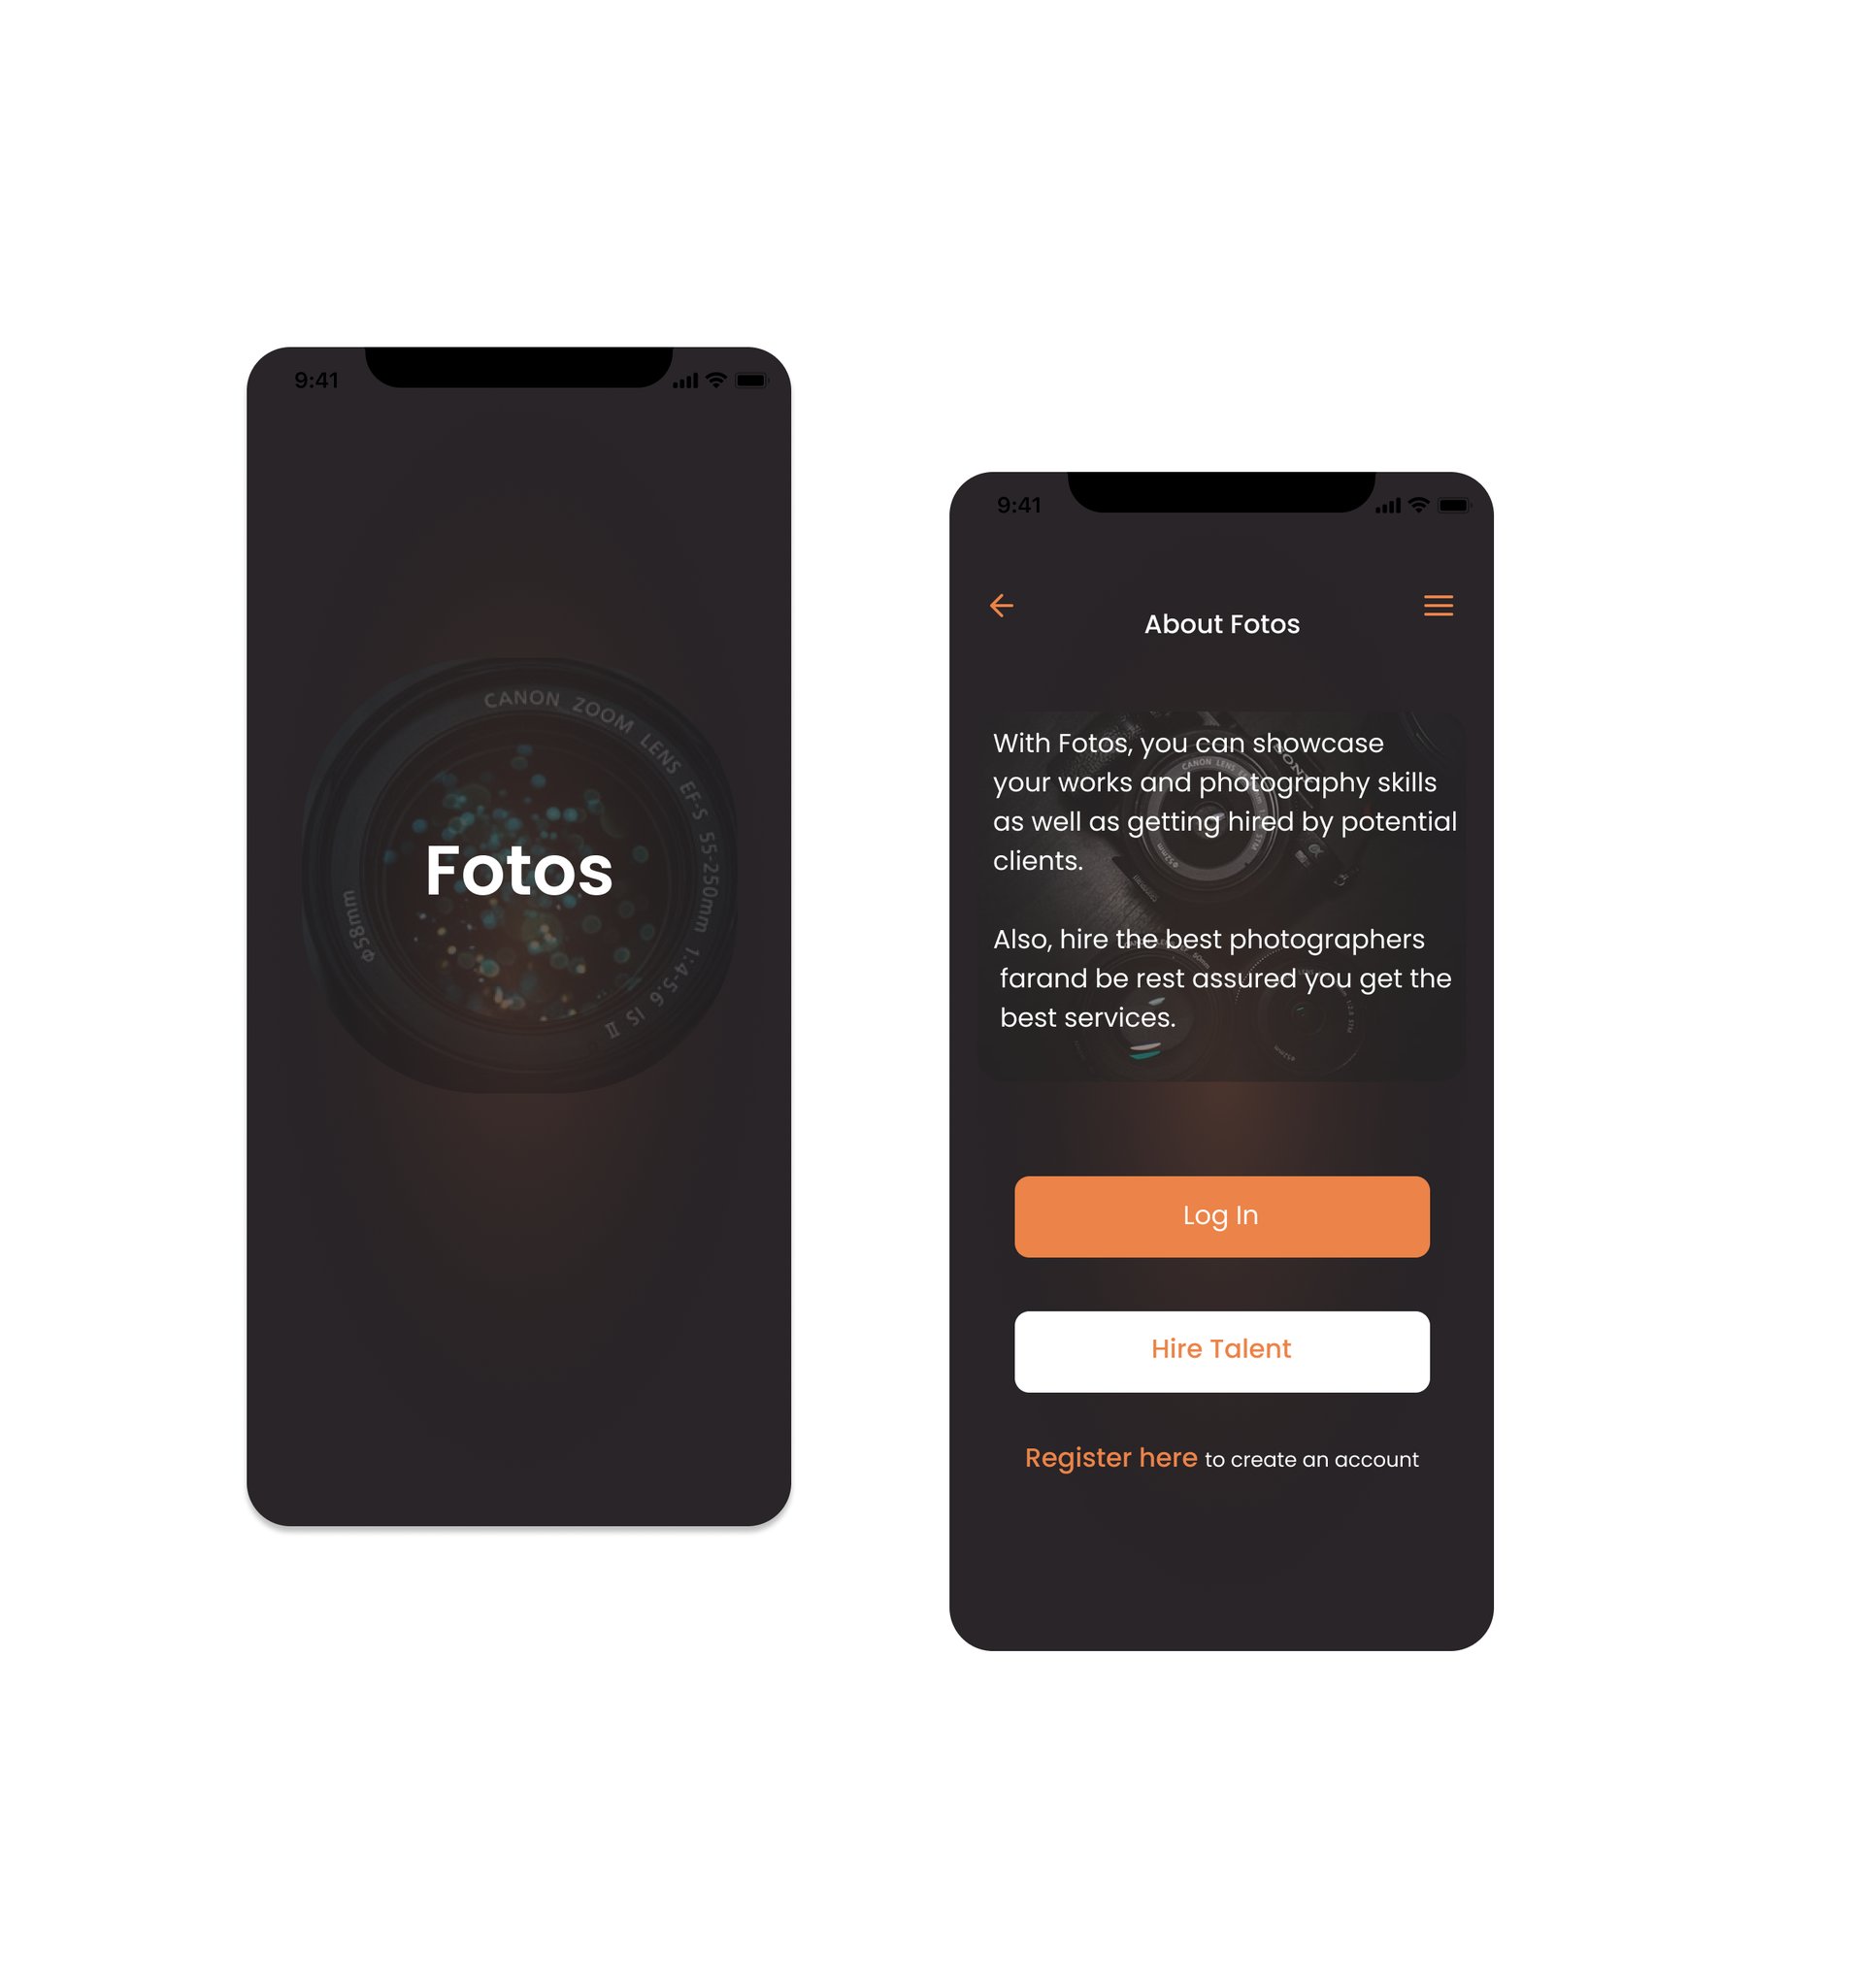 9:41
CANON ZOOM LENS EF-S 55-250mm 1:4-5.6 IS II
Φ58mm
Fotos
9:41
About Fotos
With Fotos, you can showcase
your works and photography skills
as well as getting hired by potential
clients.
Also, hire the best photographers
farand be rest assured you get the
best services.
SONY
CANON LENS
Log In
Hire Talent
Register here to create an account